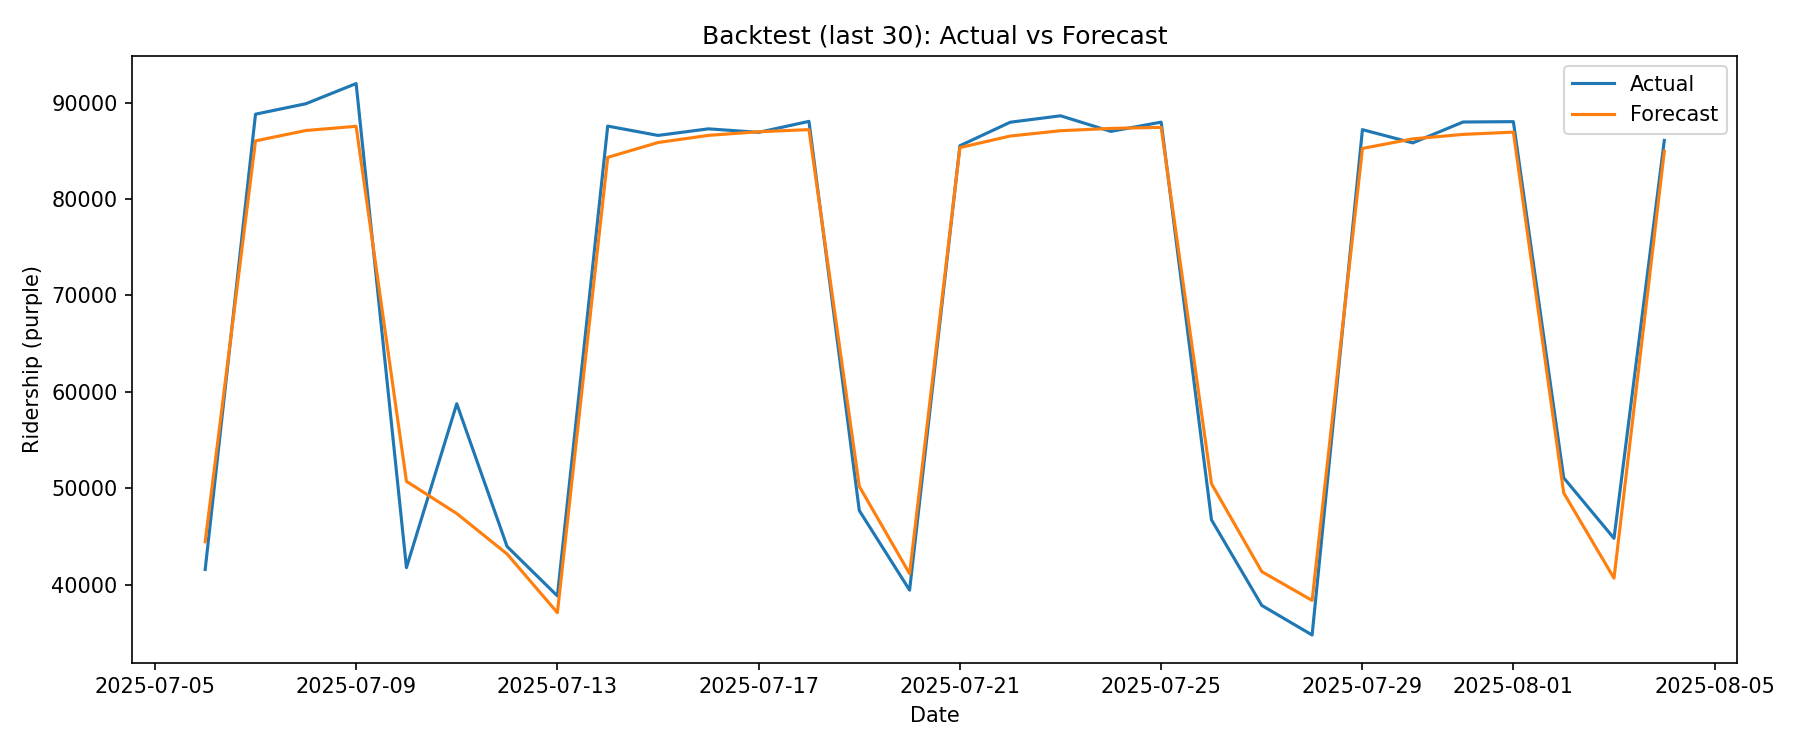 Backtest (last 30): Actual vs Forecast
Actual
Forecast
90000
80000
70000
60000
50000
40000
Ridership (purple)
2025-07-05 2025-07-09 2025-07-13 2025-07-17 2025-07-21 2025-07-25 2025-07-29 2025-08-01 2025-08-05
Date